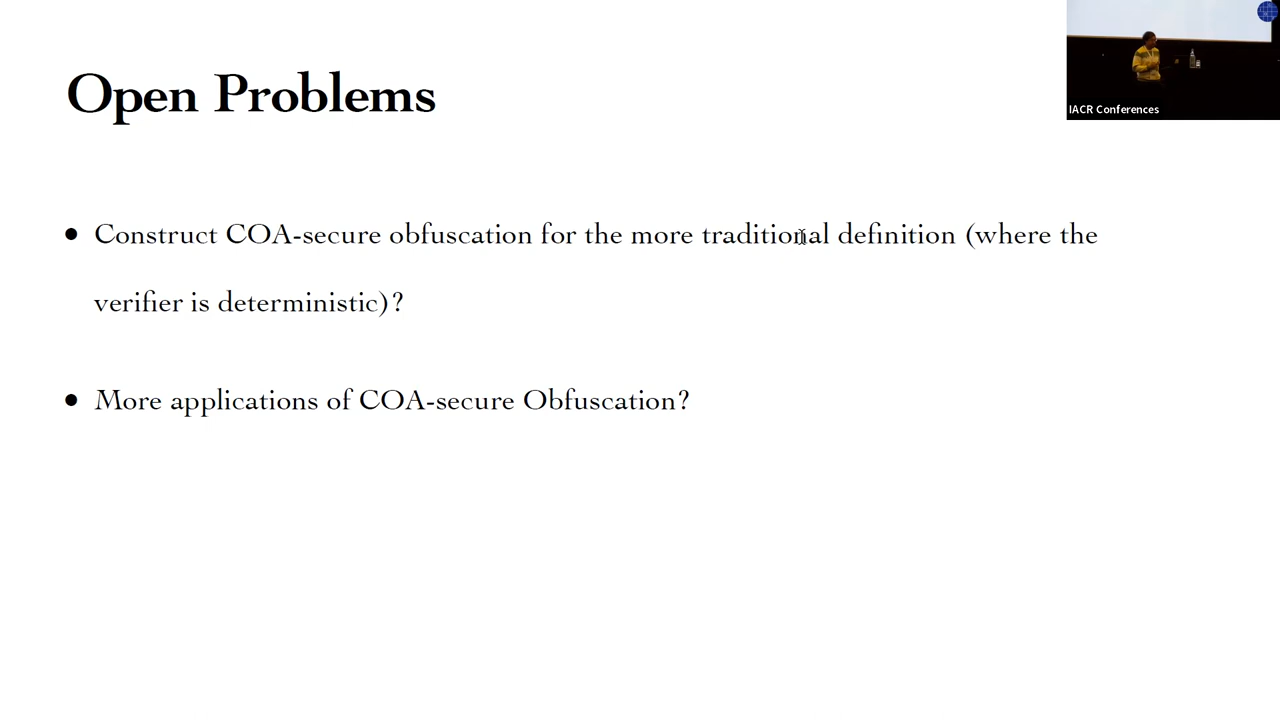 IACR Conferences
Open Problems
• Construct COA-secure obfuscation for the more traditional definition (where the
verifier is deterministic)?
• More applications of COA-secure Obfuscation?